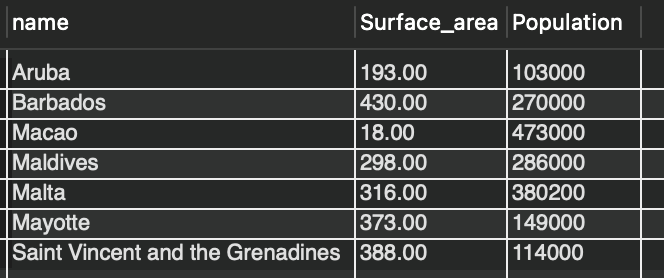 name Surface_area Population
Aruba 193.00 103000
Barbados 430.00 270000
Macao 18.00 473000
Maldives 298.00 286000
Malta 316.00 380200
Mayotte 373.00 149000
Saint Vincent and the Grenadines 388.00 114000